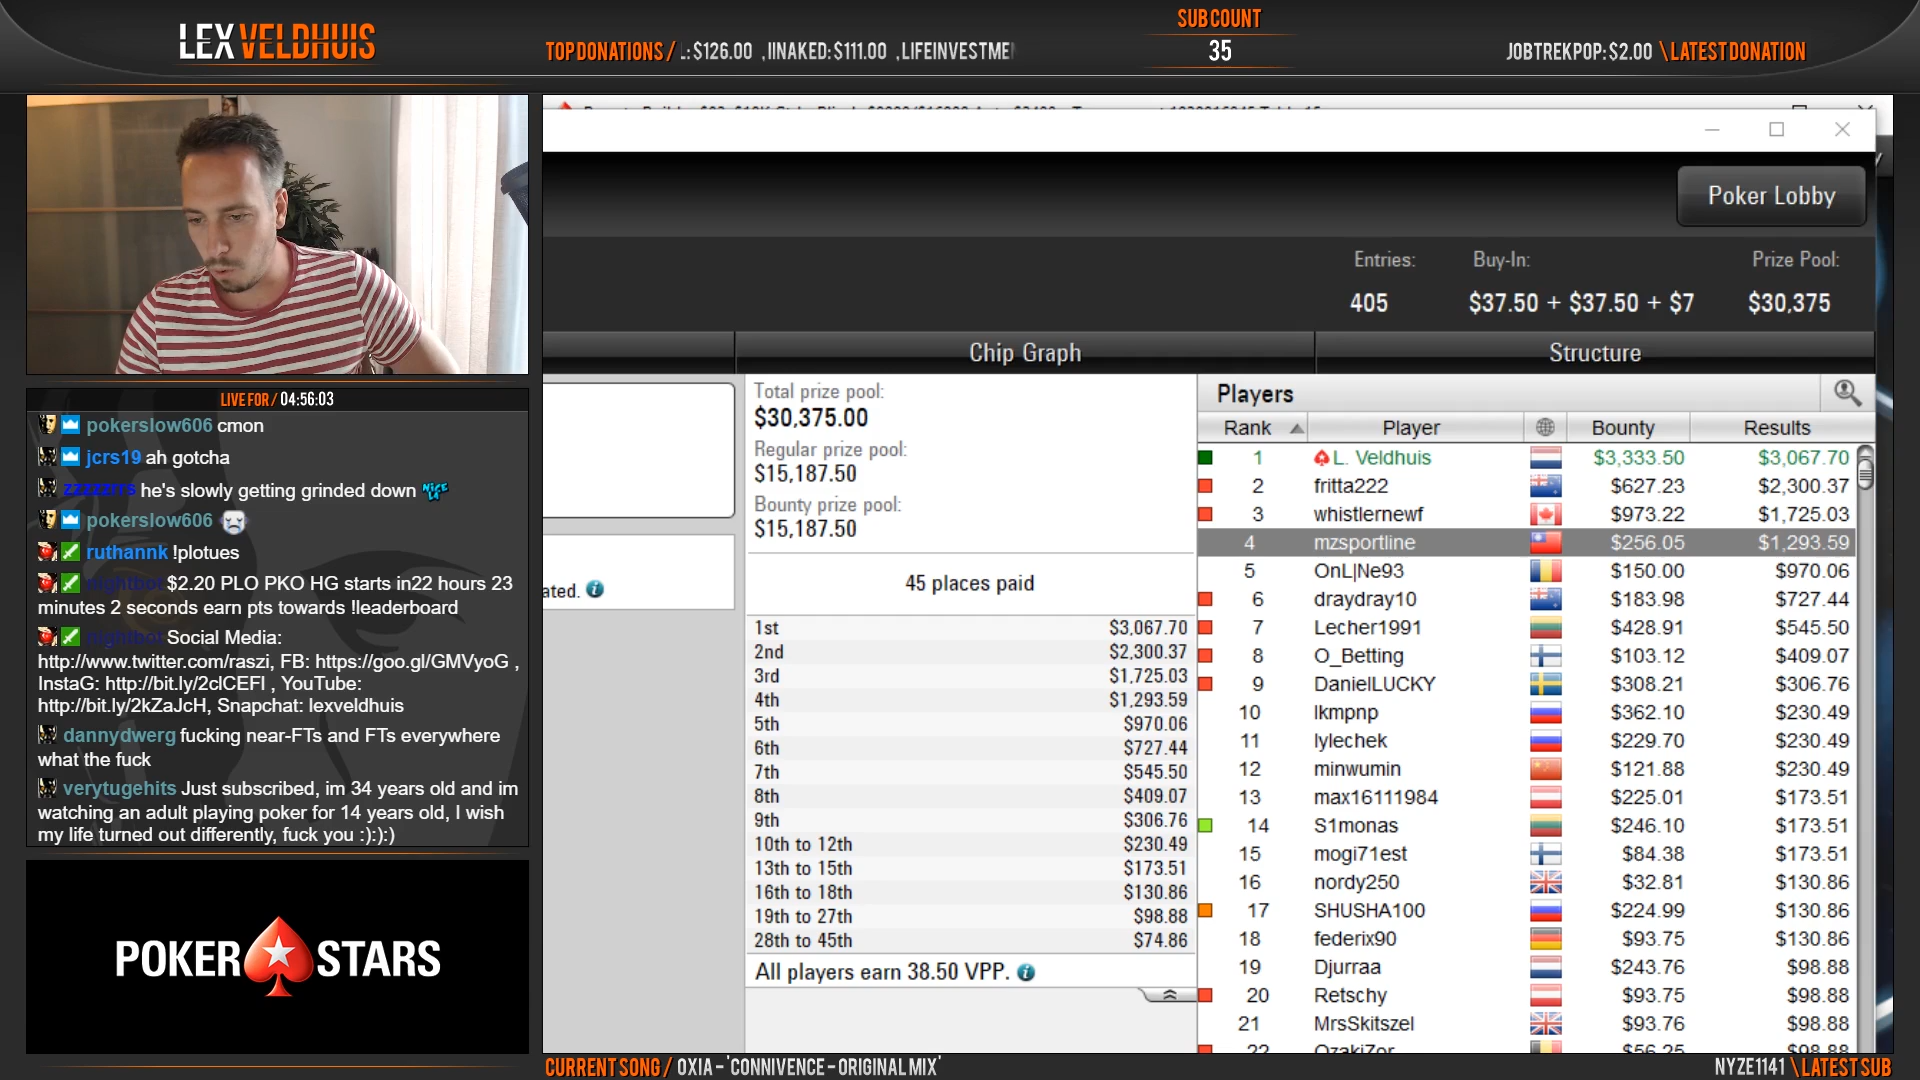 LEX VELDHUIS
TOP DONATIONS / L: $126.00 , IINAKED: $111.00 , LIFEINVESTME
SUB COUNT
35
JOBTREKPOP: $2.00 \ LATEST DONATION
Poker Lobby
Entries: Buy-In: Prize Pool:
405 $37.50 + $37.50 + $7 $30,375
Chip Graph Structure
LIVE FOR / 04:56:03
pokerslow606 cmon
jcrs19 ah gotcha
zzzzzrrs he's slowly getting grinded down
pokerslow606
ruthannk !plotues
nightbot $2.20 PLO PKO HG starts in22 hours 23
minutes 2 seconds earn pts towards !leaderboard
nightbot Social Media:
http://www.twitter.com/raszi, FB: https://goo.gl/GMVyoG ,
InstaG: http://bit.ly/2clCEFI , YouTube:
http://bit.ly/2kZaJcH, Snapchat: lexveldhuis
dannydwerg fucking near-FTs and FTs everywhere
what the fuck
verytugehits Just subscribed, im 34 years old and im
watching an adult playing poker for 14 years old, I wish
my life turned out differently, fuck you :):):)
POKERSTARS
ated.
Total prize pool:
$30,375.00
Regular prize pool:
$15,187.50
Bounty prize pool:
$15,187.50
45 places paid
1st $3,067.70
2nd $2,300.37
3rd $1,725.03
4th $1,293.59
5th $970.06
6th $727.44
7th $545.50
8th $409.07
9th $306.76
10th to 12th $230.49
13th to 15th $173.51
16th to 18th $130.86
19th to 27th $98.88
28th to 45th $74.86
All players earn 38.50 VPP.
Players
Rank Player Bounty Results
1 L. Veldhuis $3,333.50 $3,067.70
2 fritta222 $627.23 $2,300.37
3 whistlernewf $973.22 $1,725.03
4 mzsportline $256.05 $1,293.59
5 OnL|Ne93 $150.00 $970.06
6 draydray10 $183.98 $727.44
7 Lecher1991 $428.91 $545.50
8 O_Betting $103.12 $409.07
9 DanielLUCKY $308.21 $306.76
10 lkmpnp $362.10 $230.49
11 lylechek $229.70 $230.49
12 minwumin $121.88 $230.49
13 max16111984 $225.01 $173.51
14 S1monas $246.10 $173.51
15 mogi71est $84.38 $173.51
16 nordy250 $32.81 $130.86
17 SHUSHA100 $224.99 $130.86
18 federix90 $93.75 $130.86
19 Djurraa $243.76 $98.88
20 Retschy $93.75 $98.88
21 MrsSkitszel $93.76 $98.88
22 OzakiZor $56.25 $98.88
CURRENT SONG / OXIA - 'CONNIVENCE - ORIGINAL MIX'
NYZE1141 \ LATEST SUB